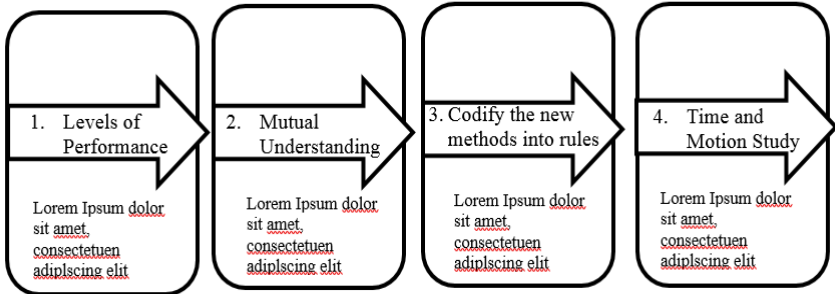 1. Levels of
Performance
Lorem Ipsum dolor
sit amet,
consectetuen
adiplscing elit
2. Mutual
Understanding
Lorem Ipsum dolor
sit amet,
consectetuen
adiplscing elit
3. Codify the new
methods into rules
Lorem Ipsum dolor
sit amet,
consectetuen
adiplscing elit
4. Time and
Motion Study
Lorem Ipsum dolor
sit amet,
consectetuen
adiplscing elit